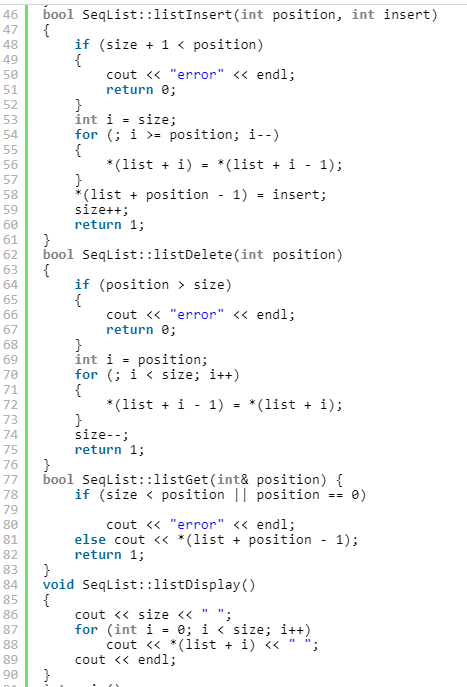 46 bool SeqList::listInsert(int position, int insert)
47 {
48     if (size + 1 < position)
49     {
50         cout << "error" << endl;
51         return 0;
52     }
53     int i = size;
54     for (; i >= position; i--)
55     {
56         *(list + i) = *(list + i - 1);
57     }
58     *(list + position - 1) = insert;
59     size++;
60     return 1;
61 }
62 bool SeqList::listDelete(int position)
63 {
64     if (position > size)
65     {
66         cout << "error" << endl;
67         return 0;
68     }
69     int i = position;
70     for (; i < size; i++)
71     {
72         *(list + i - 1) = *(list + i);
73     }
74     size--;
75     return 1;
76 }
77 bool SeqList::listGet(int& position) {
78     if (size < position || position == 0)
79
80         cout << "error" << endl;
81     else cout << *(list + position - 1);
82     return 1;
83 }
84 void SeqList::listDisplay()
85 {
86     cout << size << " ";
87     for (int i = 0; i < size; i++)
88         cout << *(list + i) << " ";
89     cout << endl;
90 }